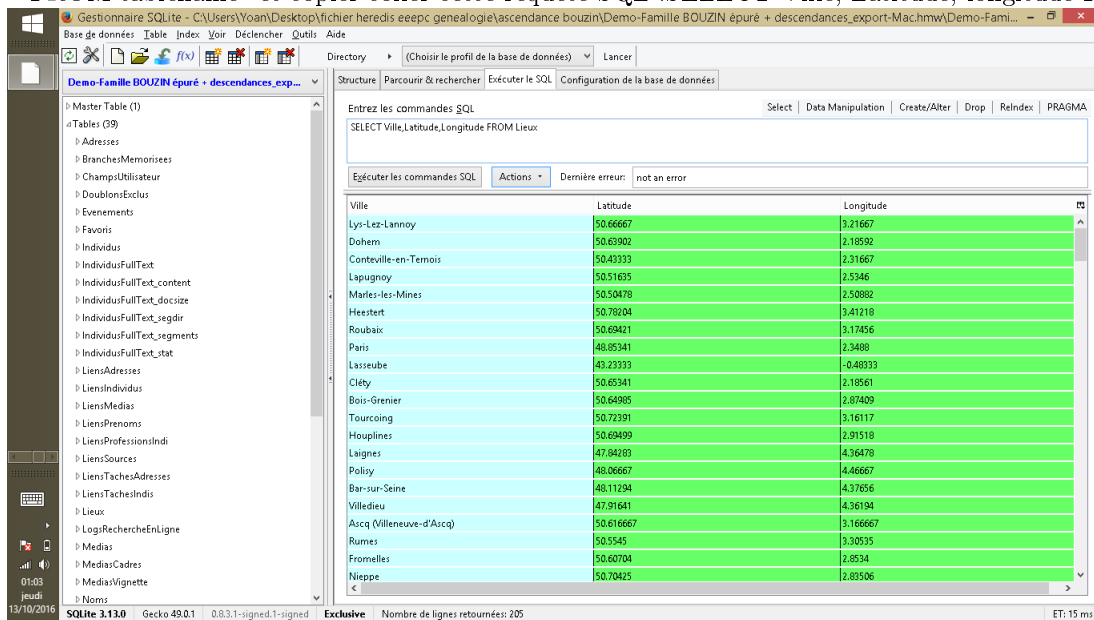 Gestionnaire SQLite - C:\Users\Yoan\Desktop\fichier heredis eeepc genealogie\ascendance bouzin\Demo-Famille BOUZIN épuré + descendances_export-Mac.hmw\Demo-Fami...
Base de données Table Index Voir Déclencher Outils Aide
f(x) Directory (Choisir le profil de la base de données) Lancer
Demo-Famille BOUZIN épuré + descendances_exp...
Structure Parcourir & rechercher Exécuter le SQL Configuration de la base de données
Master Table (1)
Tables (39)
Adresses
BranchesMemorisees
ChampsUtilisateur
DoublonsExclus
Evenements
Favoris
Individus
IndividusFullText
IndividusFullText_content
IndividusFullText_docsize
IndividusFullText_segdir
IndividusFullText_segments
IndividusFullText_stat
LiensAdresses
LiensIndividus
LiensMedias
LiensPrenoms
LiensProfessionsIndi
LiensSources
LiensTachesAdresses
LiensTachesIndis
Lieux
LogsRechercheEnLigne
Medias
MediasCadres
MediasVignette
Noms
Entrez les commandes SQL
Select | Data Manipulation | Create/Alter | Drop | ReIndex | PRAGMA
SELECT Ville,Latitude,Longitude FROM Lieux
Exécuter les commandes SQL Actions Dernière erreur: not an error
Ville Latitude Longitude
Lys-Lez-Lannoy 50.66667 3.21667
Dohem 50.63902 2.18592
Conteville-en-Ternois 50.43333 2.31667
Lapugnoy 50.51635 2.5346
Marles-les-Mines 50.50478 2.50882
Heestert 50.78204 3.41218
Roubaix 50.69421 3.17456
Paris 48.85341 2.3488
Lasseube 43.23333 -0.48333
Cléty 50.65341 2.18561
Bois-Grenier 50.64985 2.87409
Tourcoing 50.72391 3.16117
Houplines 50.69499 2.91518
Laignes 47.84283 4.36478
Polisy 48.06667 4.46667
Bar-sur-Seine 48.11294 4.37656
Villedieu 47.91641 4.36194
Ascq (Villeneuve-d'Ascq) 50.616667 3.166667
Rumes 50.5545 3.30535
Fromelles 50.60704 2.8534
Nieppe 50.70425 2.83506
01:03
jeudi
13/10/2016
SQLite 3.13.0 Gecko 49.0.1 0.8.3.1-signed.1-signed Exclusive Nombre de lignes retournées: 205 ET: 15 ms